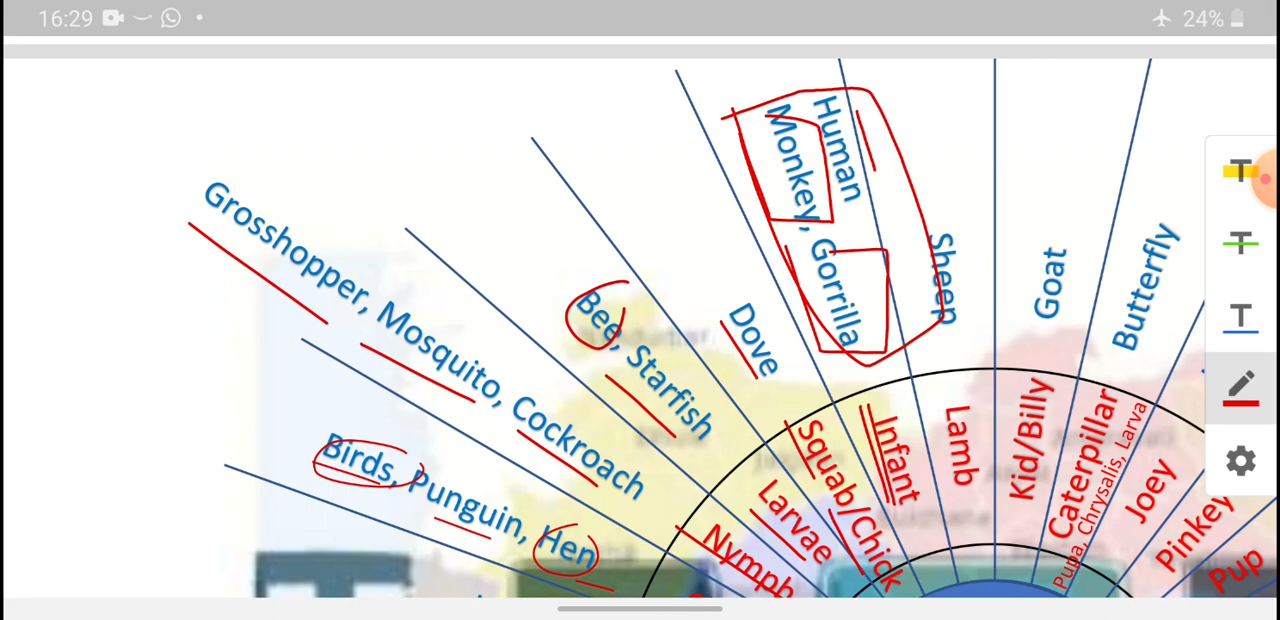 16:29
24%
Human
Monkey, Gorrilla
Sheep
Goat
Butterfly
Grosshopper, Mosquito, Cockroach
Bee, Starfish
Dove
Birds, Punguin, Hen
Nymph
Larvae
Squab/Chick
Infant
Lamb
Kid/Billy
Caterpillar
Pupa, Chrysalis, Larva
Joey
Pinkey
Pup
T
T
T